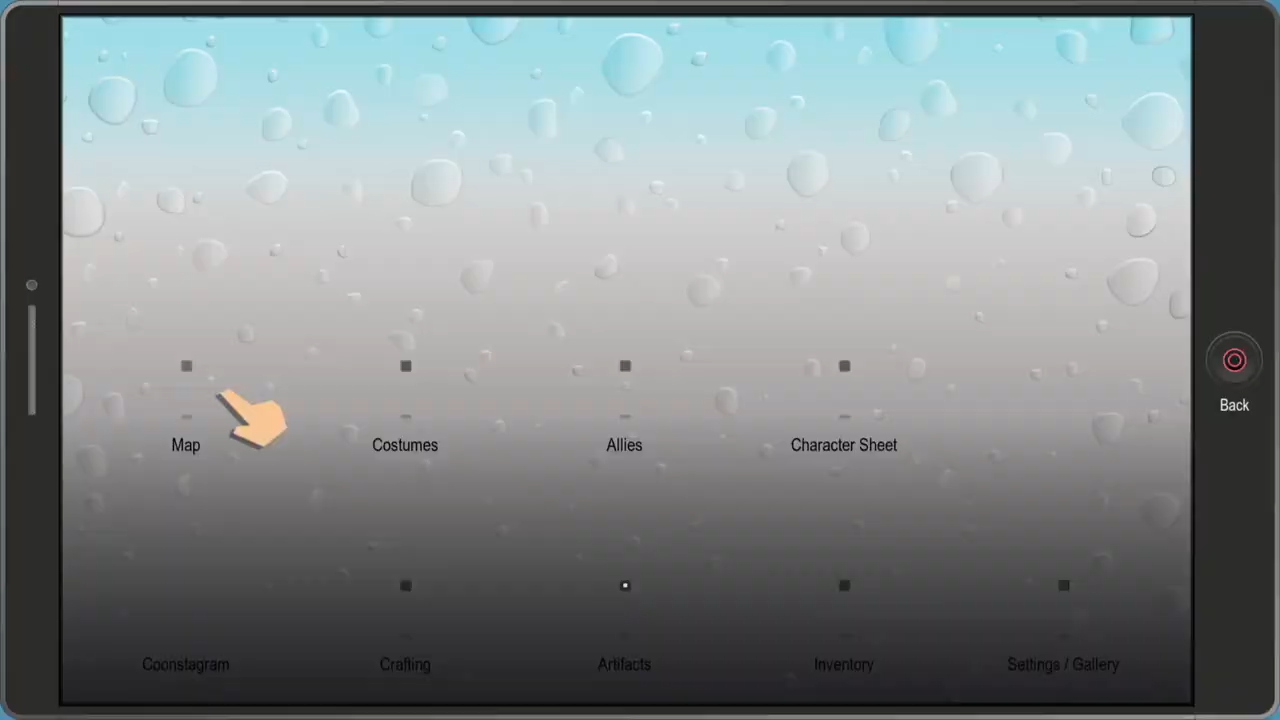 Back
Map
Costumes
Allies
Character Sheet
Coonstagram
Crafting
Artifacts
Inventory
Settings / Gallery